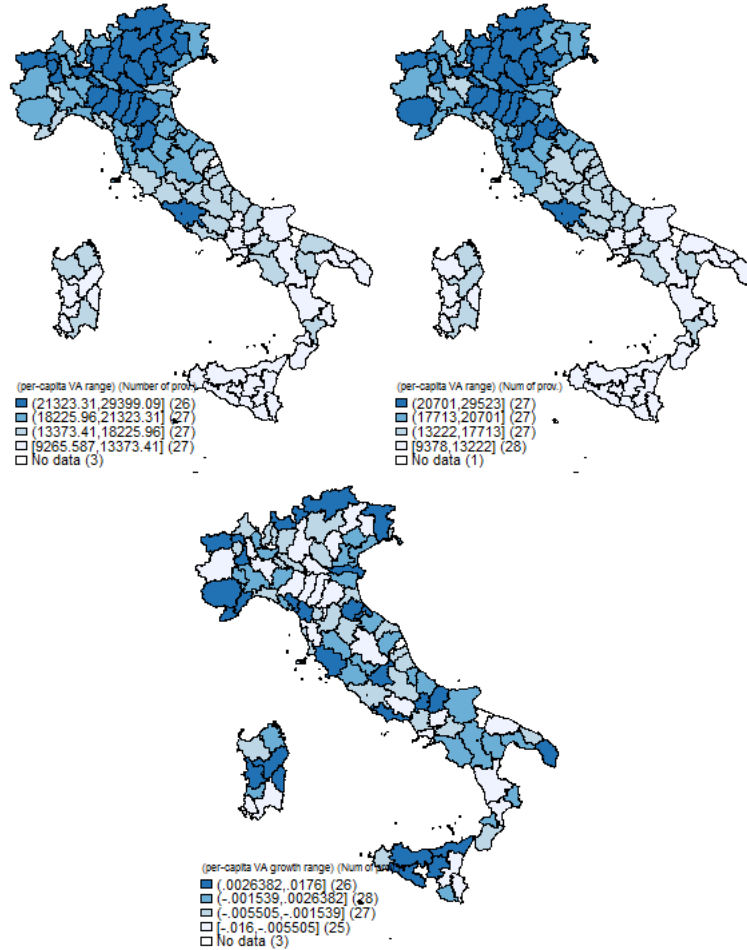 (per-capita VA range) (Number of prov.)
(21323.31,29399.09] (26)
(18225.96,21323.31] (27)
(13373.41,18225.96] (27)
[9265.587,13373.41] (27)
No data (3)
(per-capita VA range) (Num of prov.)
(20701,29523] (27)
(17713,20701] (27)
(13222,17713] (27)
[9378,13222] (28)
No data (1)
(per-capita VA growth range) (Num of
(.0026382,.0176] (26)
(-.001539,.0026382] (28)
(-.005505,-.001539] (27)
[-.016,-.005505] (25)
No data (3)